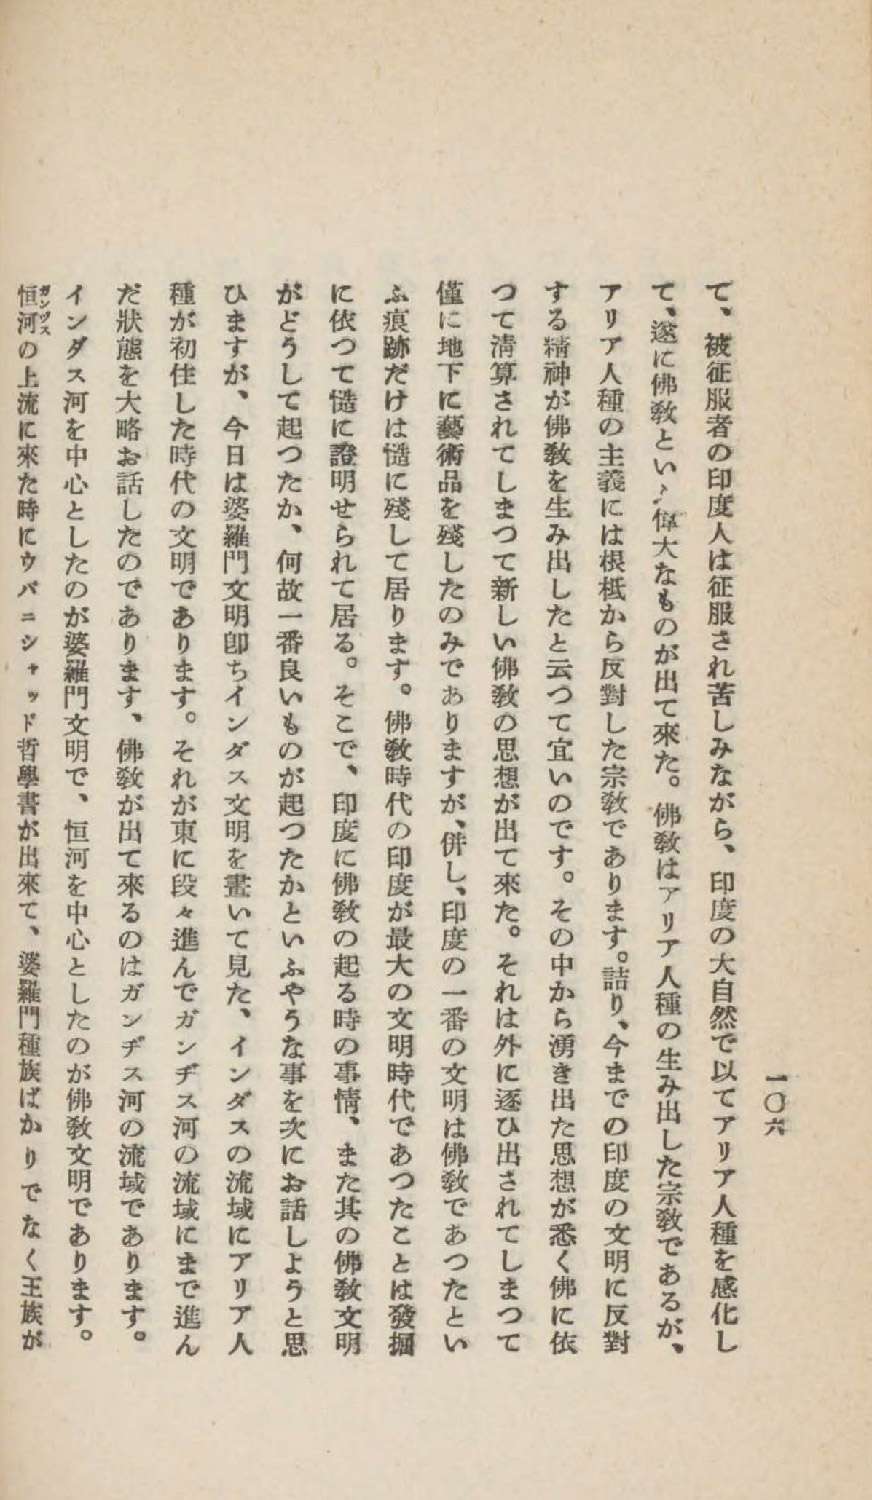 一〇六
て、被征服者の印度人は征服され苦しみながら、印度の大自然で以てアリア人種を感化し
て、遂に佛敎といふ偉大なものが出て來た。佛敎はアリア人種の生み出した宗敎であるが、
アリア人種の主義には根柢から反對した宗敎であります。詰り、今までの印度の文明に反對
する精神が佛敎を生み出したと云つて宜いのです。その中から湧き出た思想が悉く佛に依
つて淸算されてしまつて新しい佛敎の思想が出て來た。それは外に逐ひ出されてしまつて
僅に地下に藝術品を殘したのみでありますが、併し、印度の一番の文明は佛敎であつたとい
ふ痕跡だけは慥に殘して居ります。佛敎時代の印度が最大の文明時代であつたことは發掘
に依つて慥に證明せられて居る。そこで、印度に佛敎の起る時の事情、また其の佛敎文明
がどうして起つたか、何故一番良いものが起つたかといふやうな事を次にお話しようと思
ひますが、今日は婆羅門文明卽ちインダス文明を畫いて見た、インダスの流域にアリア人
種が初住した時代の文明であります。それが東に段々進んでガンヂス河の流域にまで進ん
だ狀態を大略お話したのであります、佛敎が出て來るのはガンヂス河の流域であります。
インダス河を中心としたのが婆羅門文明で、恒河を中心としたのが佛敎文明であります。
恒河の上流に來た時にウパニシャッド哲學書が出來て、婆羅門種族ばかりでなく王族が
ガンヅス